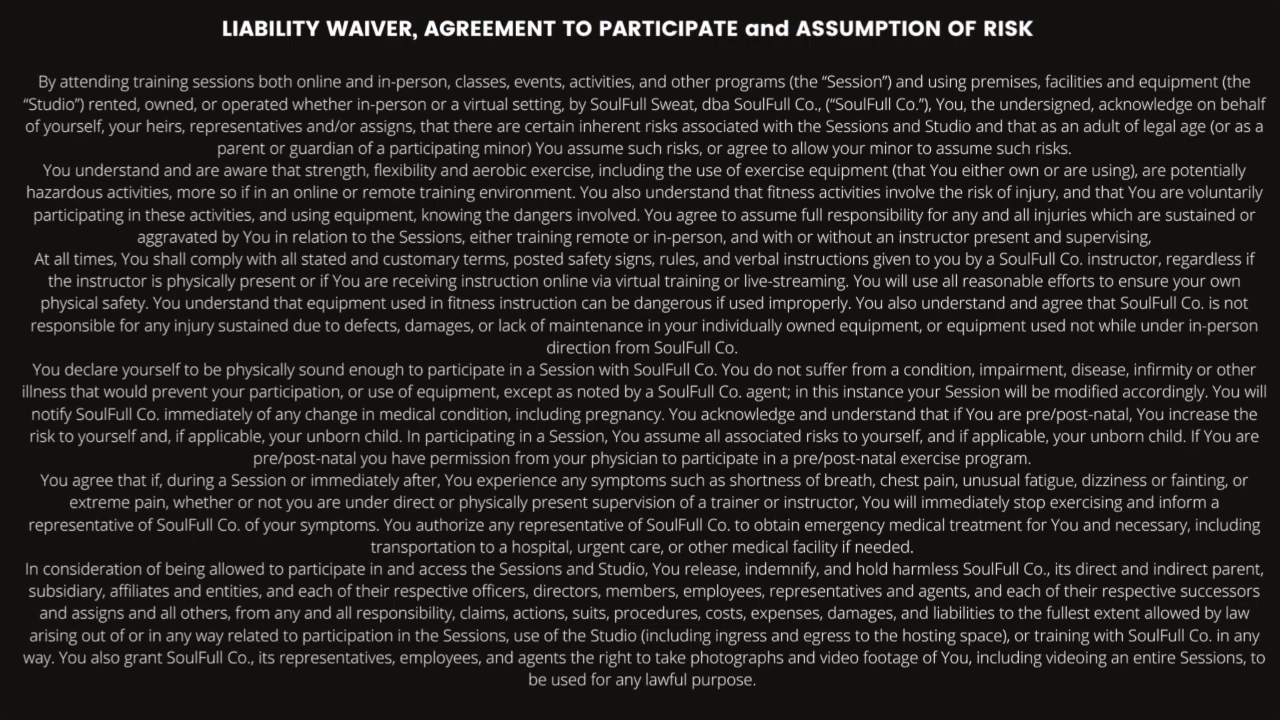 LIABILITY WAIVER, AGREEMENT TO PARTICIPATE and ASSUMPTION OF RISK
By attending training sessions both online and in-person, classes, events, activities, and other programs (the “Session”) and using premises, facilities and equipment (the
“Studio”) rented, owned, or operated whether in-person or a virtual setting, by SoulFull Sweat, dba SoulFull Co., (“SoulFull Co.”), You, the undersigned, acknowledge on behalf
of yourself, your heirs, representatives and/or assigns, that there are certain inherent risks associated with the Sessions and Studio and that as an adult of legal age (or as a
parent or guardian of a participating minor) You assume such risks, or agree to allow your minor to assume such risks.
You understand and are aware that strength, flexibility and aerobic exercise, including the use of exercise equipment (that You either own or are using), are potentially
hazardous activities, more so if in an online or remote training environment. You also understand that fitness activities involve the risk of injury, and that You are voluntarily
participating in these activities, and using equipment, knowing the dangers involved. You agree to assume full responsibility for any and all injuries which are sustained or
aggravated by You in relation to the Sessions, either training remote or in-person, and with or without an instructor present and supervising,
At all times, You shall comply with all stated and customary terms, posted safety signs, rules, and verbal instructions given to you by a SoulFull Co. instructor, regardless if
the instructor is physically present or if You are receiving instruction online via virtual training or live-streaming. You will use all reasonable efforts to ensure your own
physical safety. You understand that equipment used in fitness instruction can be dangerous if used improperly. You also understand and agree that SoulFull Co. is not
responsible for any injury sustained due to defects, damages, or lack of maintenance in your individually owned equipment, or equipment used not while under in-person
direction from SoulFull Co.
You declare yourself to be physically sound enough to participate in a Session with SoulFull Co. You do not suffer from a condition, impairment, disease, infirmity or other
illness that would prevent your participation, or use of equipment, except as noted by a SoulFull Co. agent; in this instance your Session will be modified accordingly. You will
notify SoulFull Co. immediately of any change in medical condition, including pregnancy. You acknowledge and understand that if You are pre/post-natal, You increase the
risk to yourself and, if applicable, your unborn child. In participating in a Session, You assume all associated risks to yourself, and if applicable, your unborn child. If You are
pre/post-natal you have permission from your physician to participate in a pre/post-natal exercise program.
You agree that if, during a Session or immediately after, You experience any symptoms such as shortness of breath, chest pain, unusual fatigue, dizziness or fainting, or
extreme pain, whether or not you are under direct or physically present supervision of a trainer or instructor, You will immediately stop exercising and inform a
representative of SoulFull Co. of your symptoms. You authorize any representative of SoulFull Co. to obtain emergency medical treatment for You and necessary, including
transportation to a hospital, urgent care, or other medical facility if needed.
In consideration of being allowed to participate in and access the Sessions and Studio, You release, indemnify, and hold harmless SoulFull Co., its direct and indirect parent,
subsidiary, affiliates and entities, and each of their respective officers, directors, members, employees, representatives and agents, and each of their respective successors
and assigns and all others, from any and all responsibility, claims, actions, suits, procedures, costs, expenses, damages, and liabilities to the fullest extent allowed by law
arising out of or in any way related to participation in the Sessions, use of the Studio (including ingress and egress to the hosting space), or training with SoulFull Co. in any
way. You also grant SoulFull Co., its representatives, employees, and agents the right to take photographs and video footage of You, including videoing an entire Sessions, to
be used for any lawful purpose.